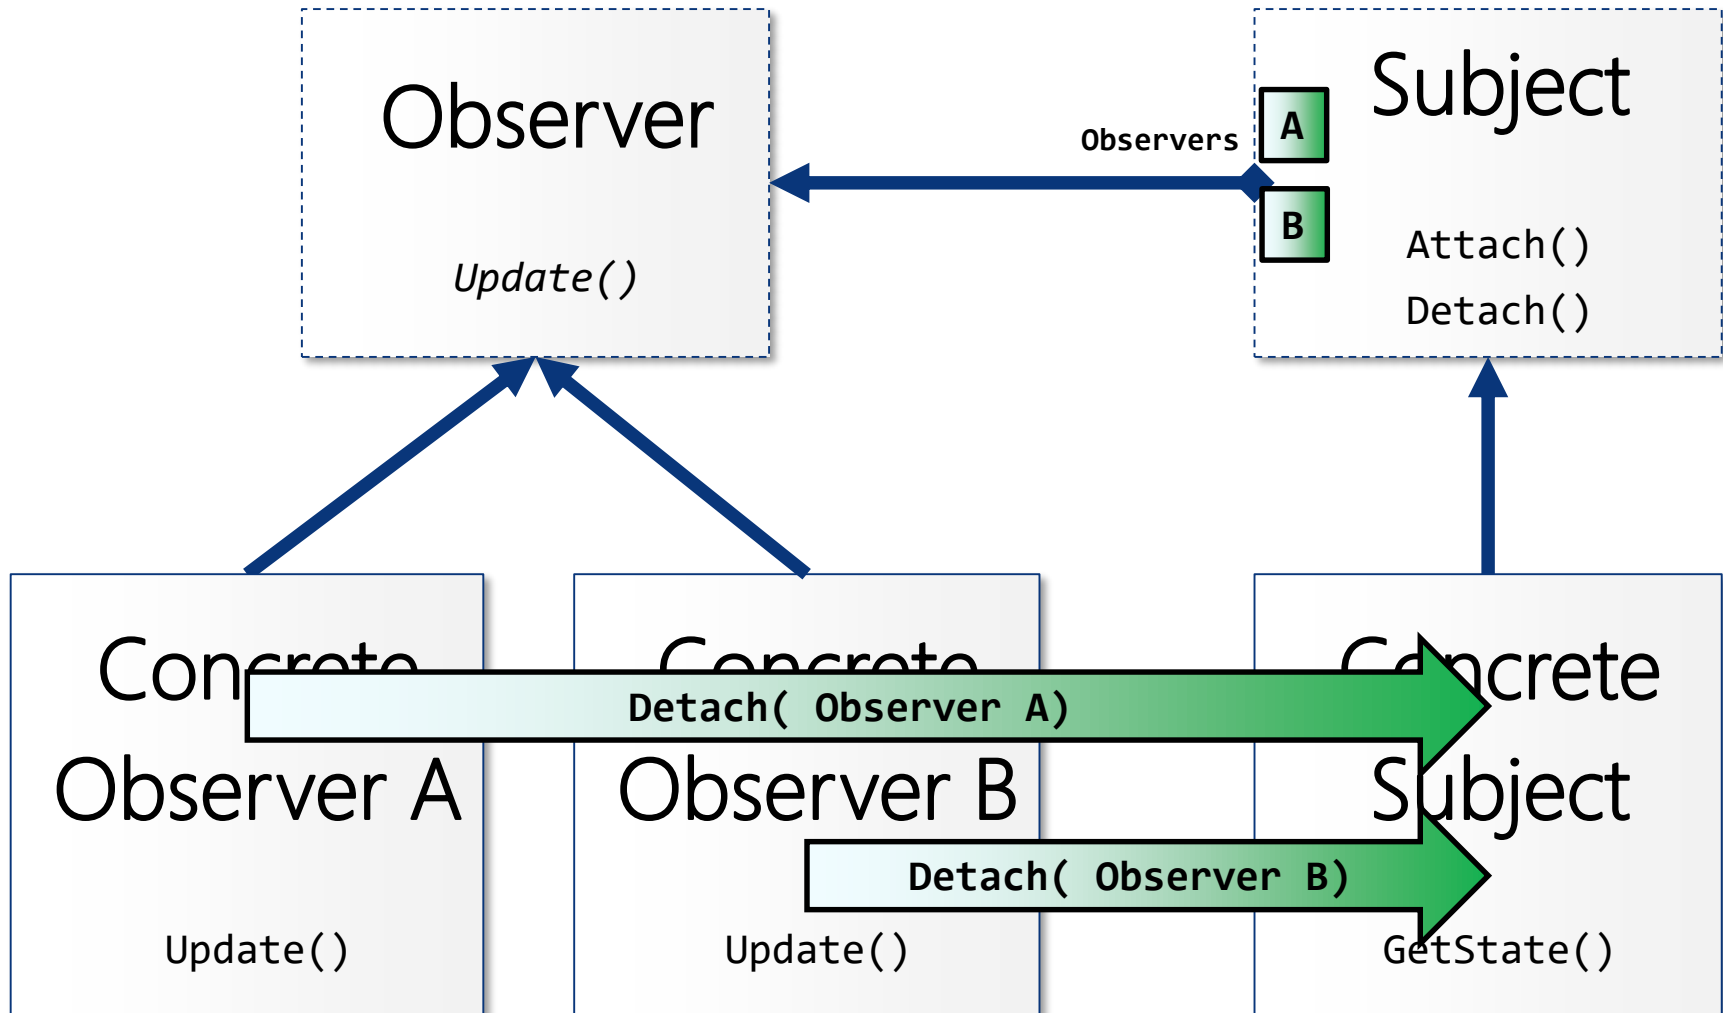 Observer
Update()
Observers
A
B
Subject
Attach()
Detach()
Concrete
Observer A
Update()
Concrete
Observer B
Update()
Concrete
Subject
GetState()
Detach( Observer A)
Detach( Observer B)